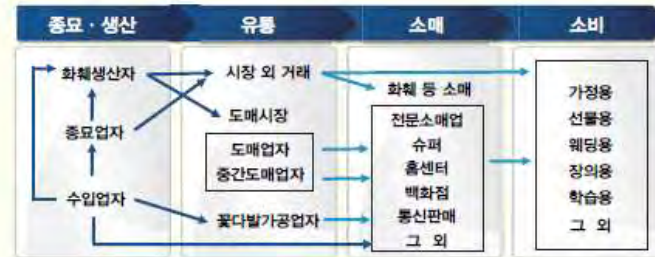 종묘·생산
유통
소매
소비
화훼생산자
종묘업자
수입업자
시장 외 거래
도매시장
도매업자
중간도매업자
꽃다발가공업자
화훼 등 소매
전문소매업
슈퍼
홈센터
백화점
통신판매
그 외
가정용
선물용
웨딩용
장의용
학습용
그 외